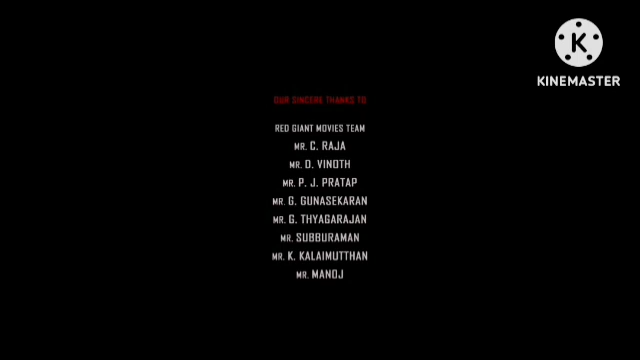 KINEMASTER
OUR SINCERE THANKS TO
RED GIANT MOVIES TEAM
MR. C. RAJA
MR. D. VINOTH
MR. P. J. PRATAP
MR. G. GUNASEKARAN
MR. G. THYAGARAJAN
MR. SUBBURAMAN
MR. K. KALAIMUTTHAN
MR. MANOJ